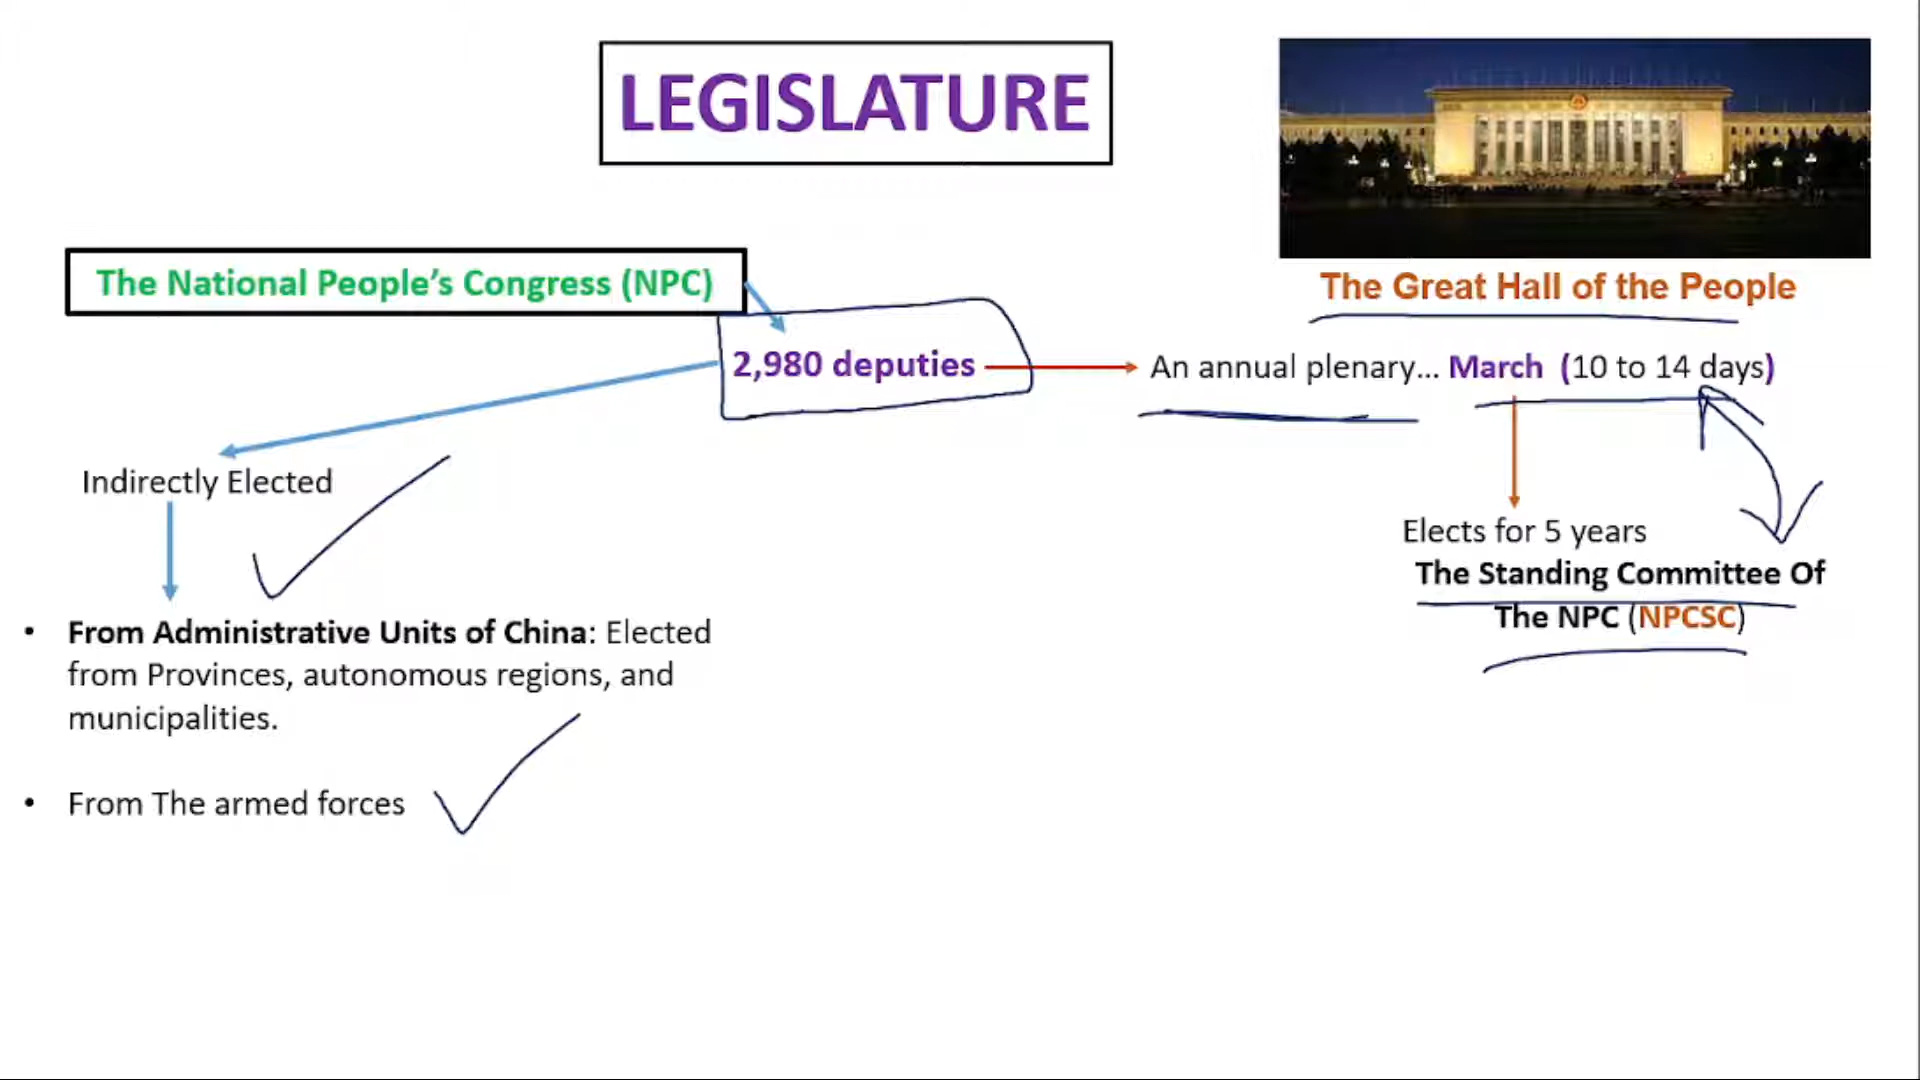 LEGISLATURE
The National People's Congress (NPC)
The Great Hall of the People
2,980 deputies
An annual plenary... March (10 to 14 days)
Indirectly Elected
Elects for 5 years
The Standing Committee Of
The NPC (NPCSC)
• From Administrative Units of China: Elected
from Provinces, autonomous regions, and
municipalities.
• From The armed forces